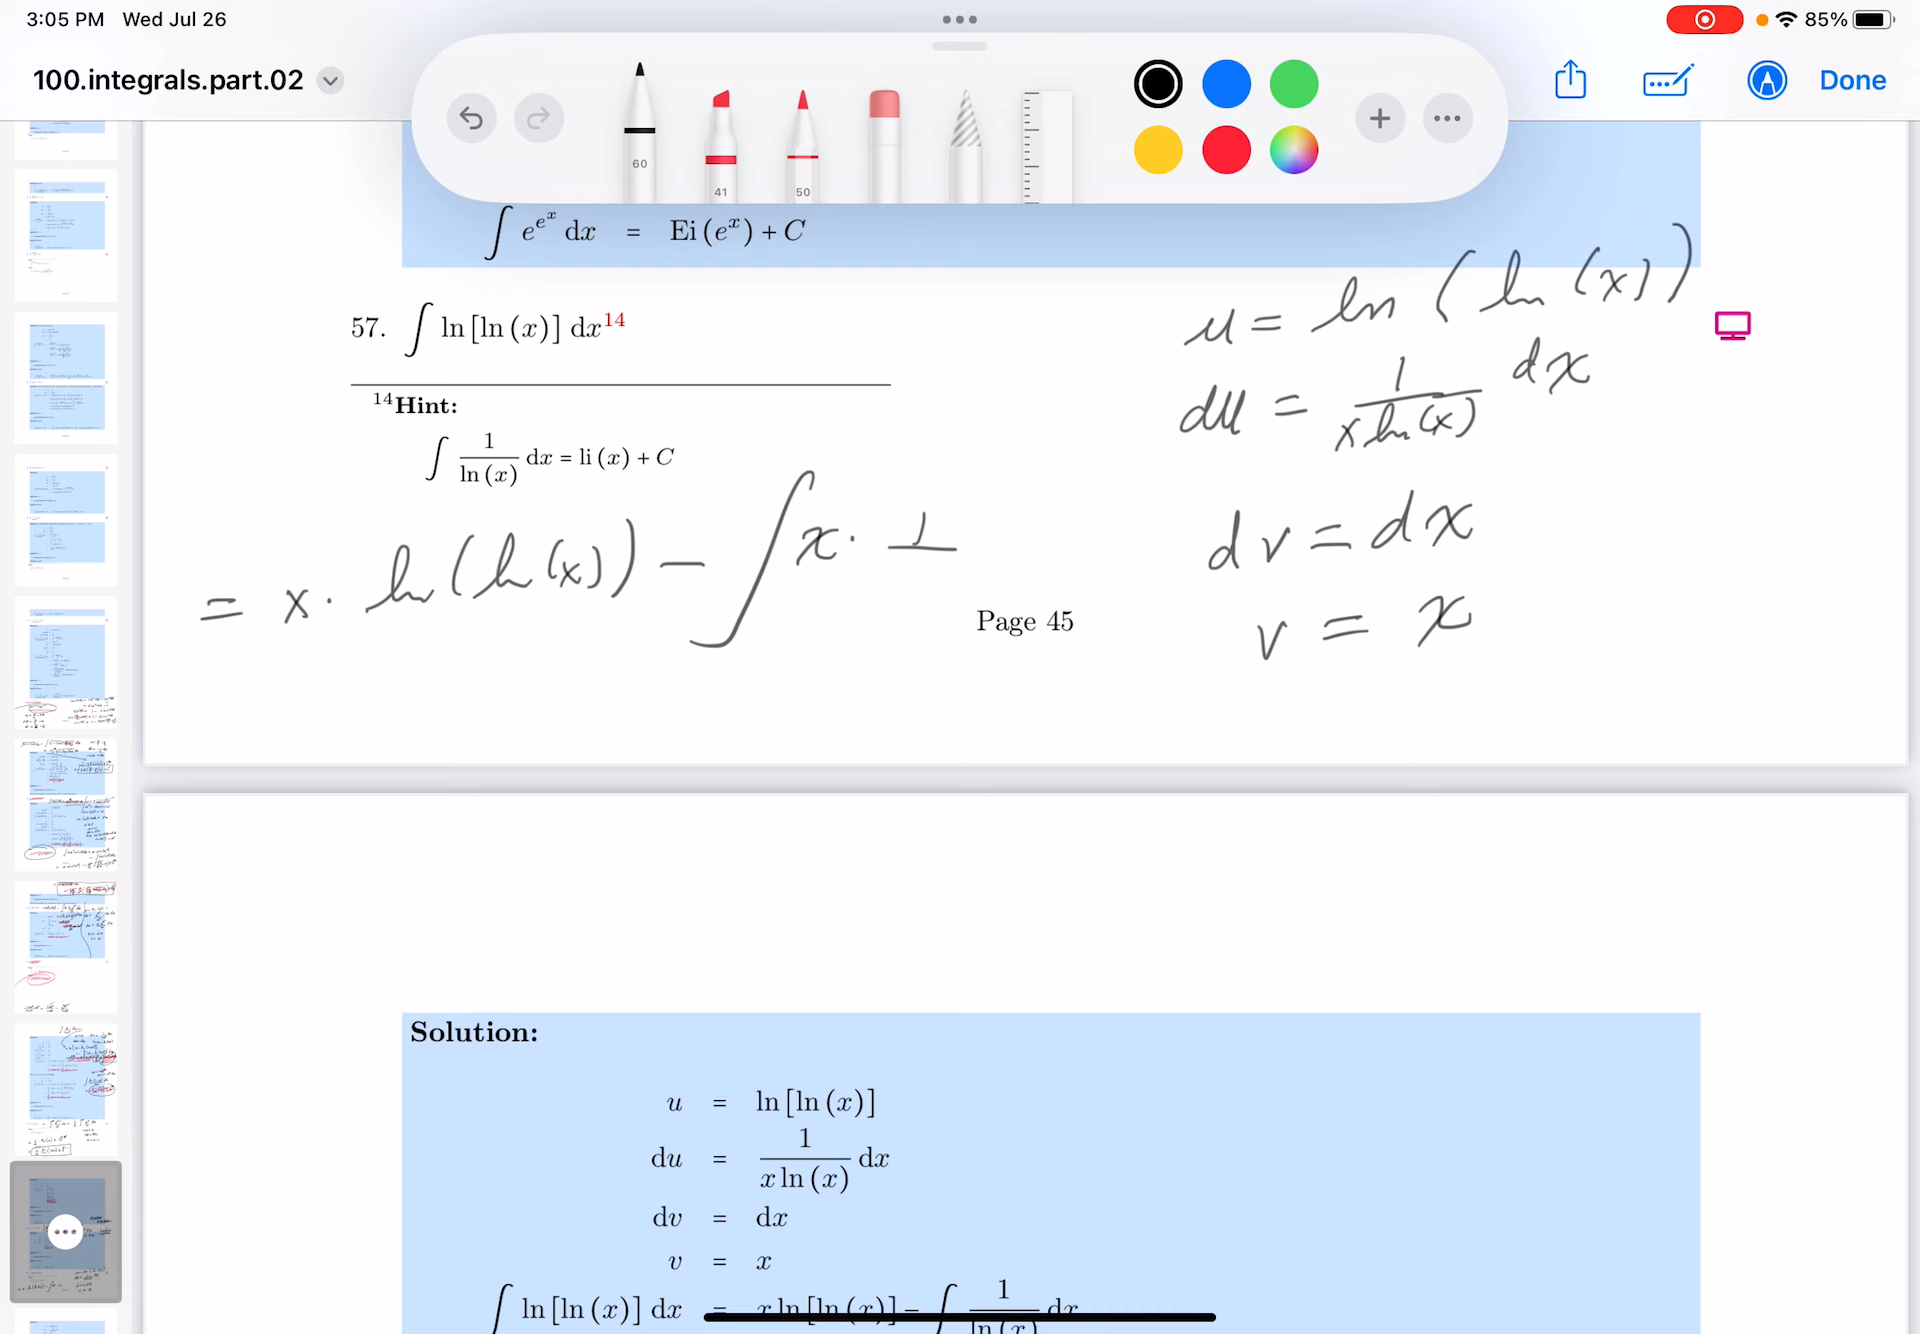 3:05 PM Wed Jul 26
85%
100.integrals.part.02
Done
60
41
50
∫ e^{e^x} dx = Ei (e^x) + C
57. ∫ ln [ln (x)] dx^14
u = ln (ln (x))
du = 1/(x ln(x)) dx
dv = dx
v = x
^14 Hint:
∫ 1/(ln (x)) dx = li (x) + C
= x · ln(ln(x)) − ∫ x · 1
Page 45
Solution:
u = ln [ln (x)]
du = 1/(x ln (x)) dx
dv = dx
v = x
∫ ln [ln (x)] dx = x ln [ln (x)] − ∫ 1/(ln (x)) dx